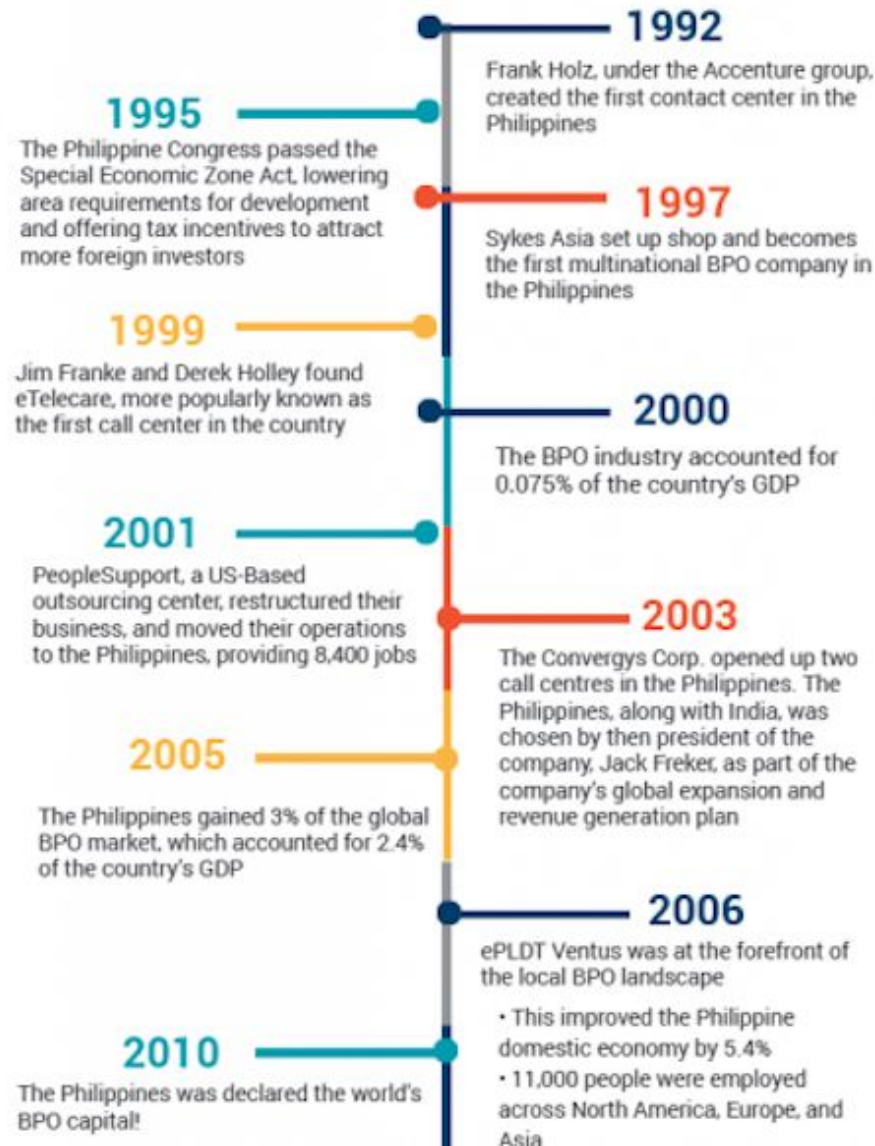 1992
Frank Holz, under the Accenture group,
created the first contact center in the
Philippines
1995
The Philippine Congress passed the
Special Economic Zone Act, lowering
area requirements for development
and offering tax incentives to attract
more foreign investors
1997
Sykes Asia set up shop and becomes
the first multinational BPO company in
the Philippines
1999
Jim Franke and Derek Holley found
eTelecare, more popularly known as
the first call center in the country
2000
The BPO industry accounted for
0.075% of the country's GDP
2001
PeopleSupport, a US-Based
outsourcing center, restructured their
business, and moved their operations
to the Philippines, providing 8,400 jobs
2003
The Convergys Corp. opened up two
call centres in the Philippines. The
Philippines, along with India, was
chosen by then president of the
company, Jack Freker, as part of the
company's global expansion and
revenue generation plan
2005
The Philippines gained 3% of the global
BPO market, which accounted for 2.4%
of the country's GDP
2006
ePLDT Ventus was at the forefront of
the local BPO landscape
• This improved the Philippine
domestic economy by 5.4%
• 11,000 people were employed
across North America, Europe, and
Asia
2010
The Philippines was declared the world's
BPO capital!